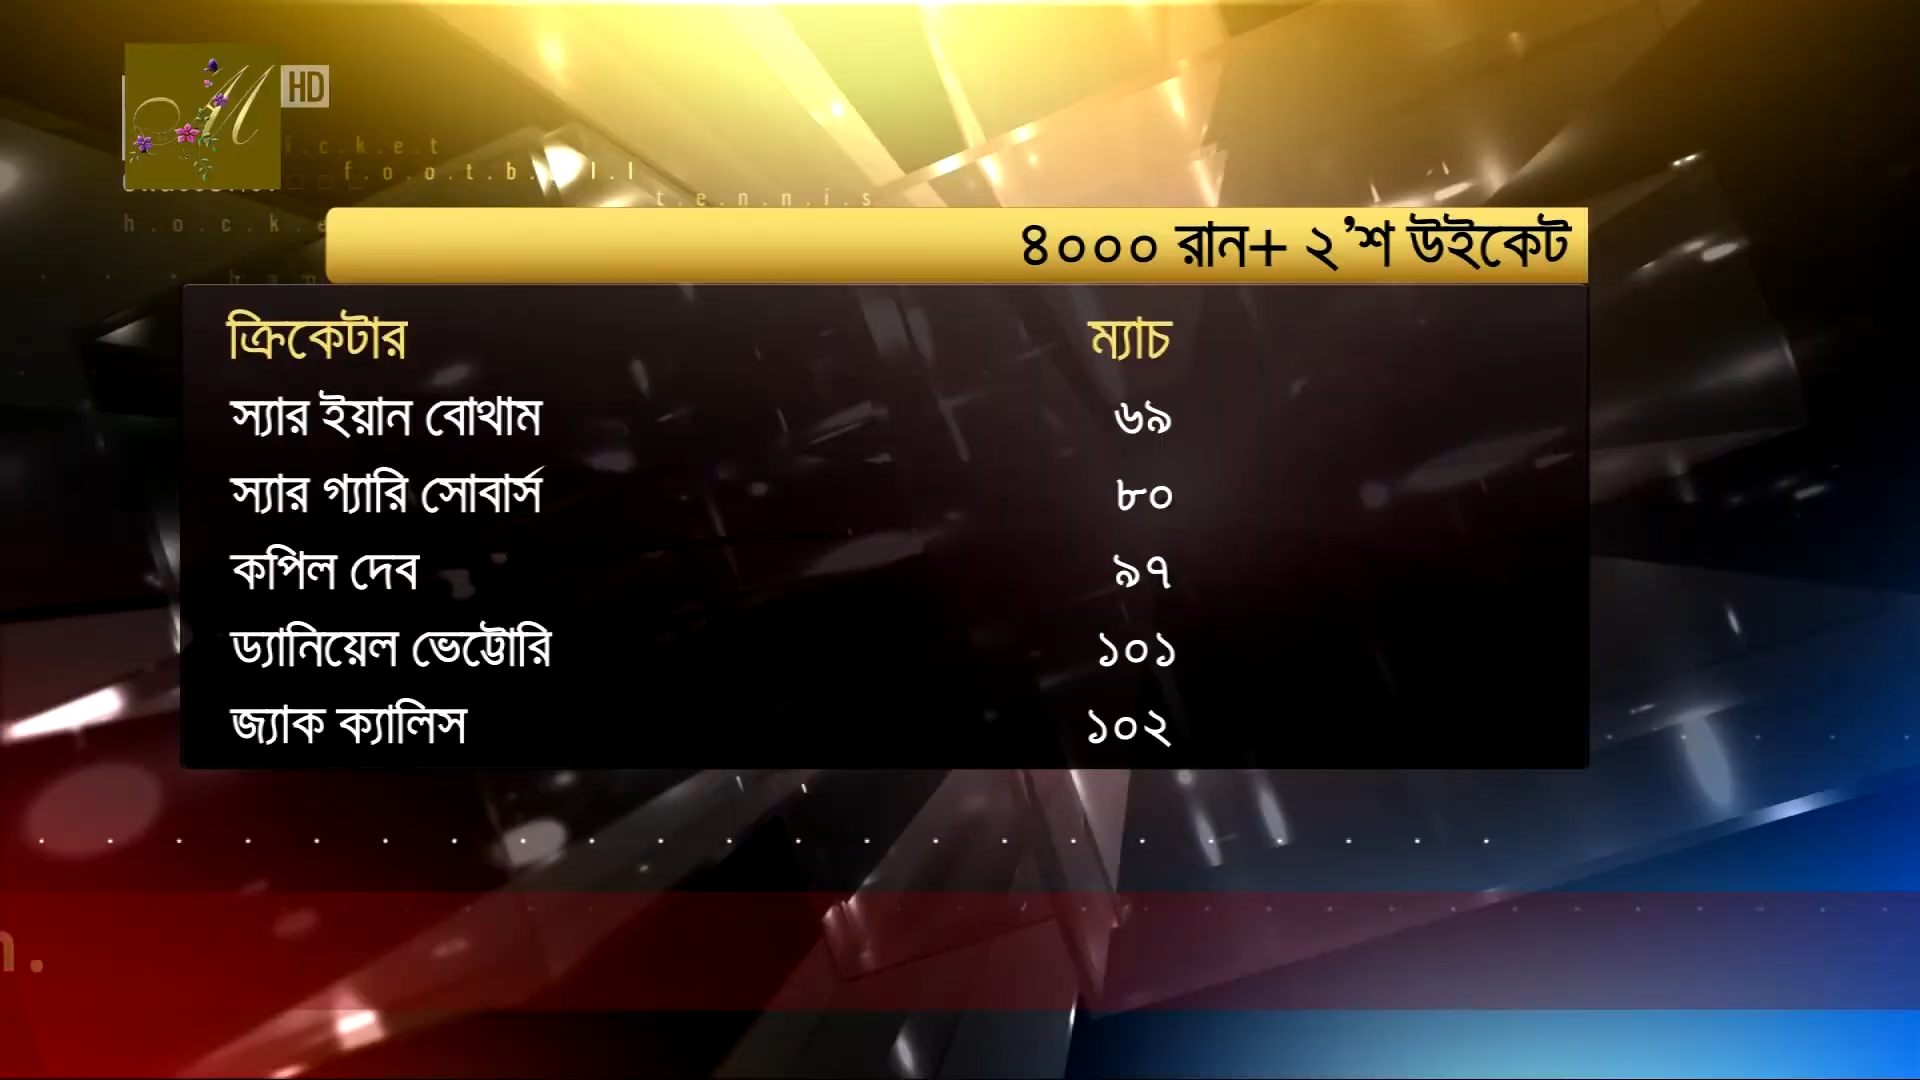 M HD
i.c.k.e.t
f.o.o.t.b.a.l.l
t.e.n.n.i.s
h.o.c.k.e
৪০০০ রান+ ২’শ উইকেট
ক্রিকেটার ম্যাচ
স্যার ইয়ান বোথাম ৬৯
স্যার গ্যারি সোবার্স ৮০
কপিল দেব ৯৭
ড্যানিয়েল ভেট্টোরি ১০১
জ্যাক ক্যালিস ১০২